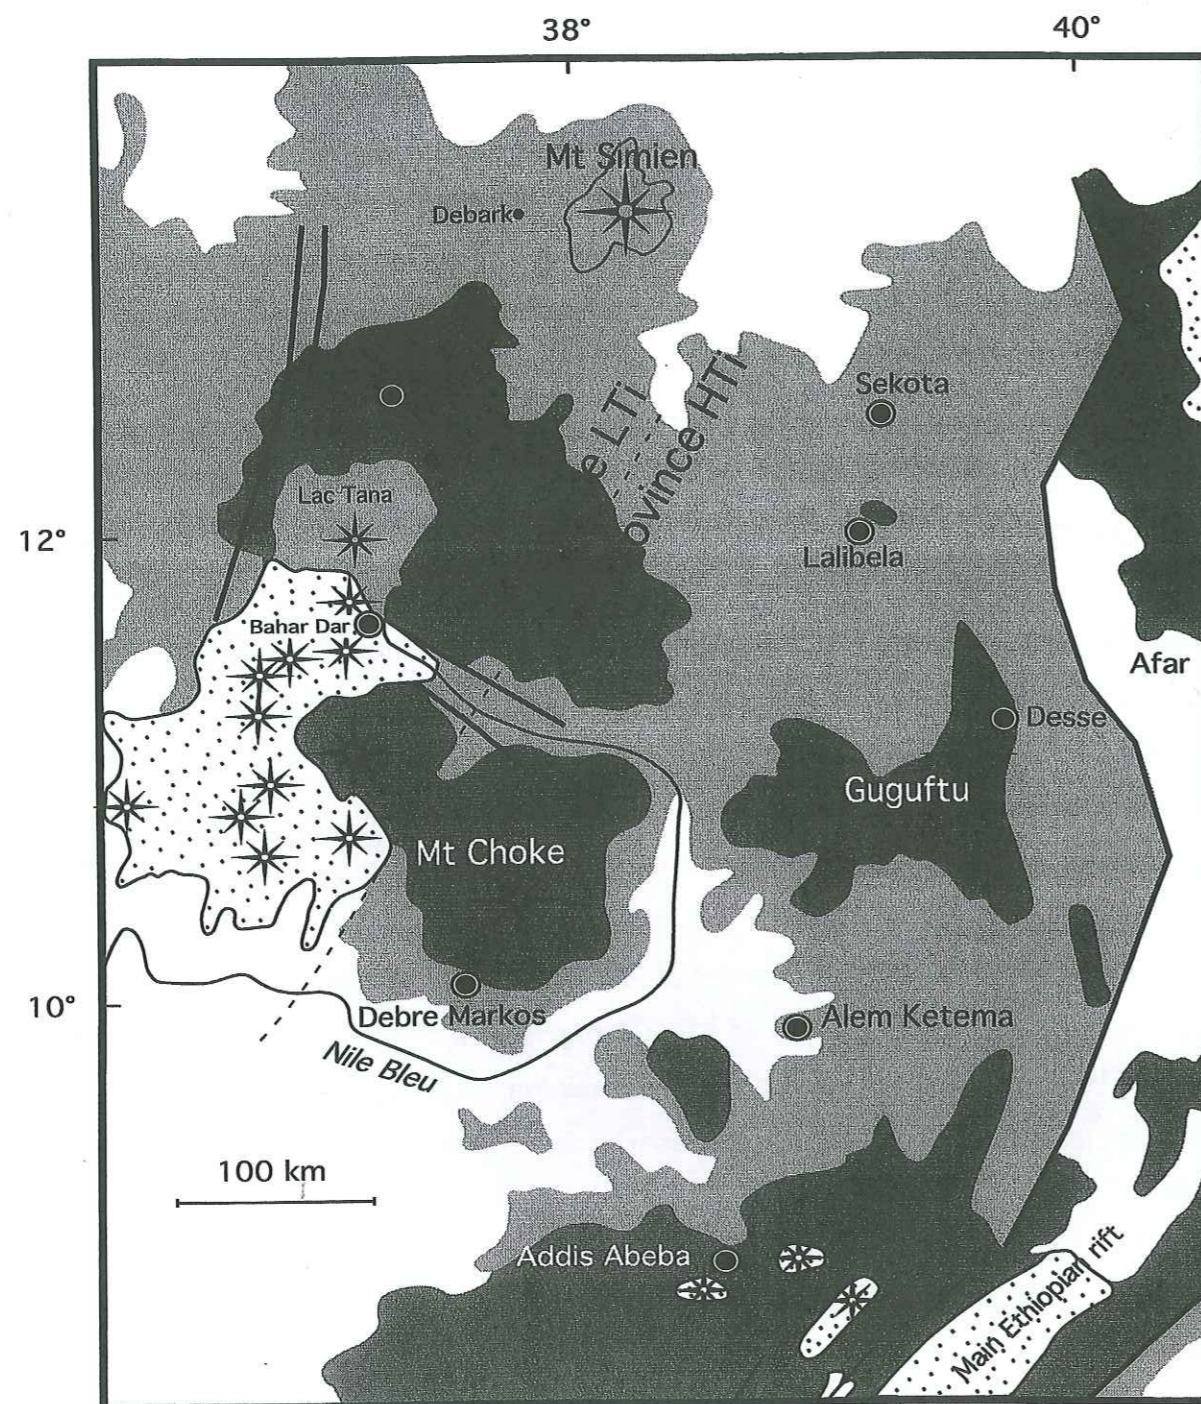 38°
40°
Mt Simien
Debark
e LTi
ovince HTi
Sekota
Lac Tana
12°
Lalibela
Bahar Dar
Afar
Desse
Guguftu
Mt Choke
10°
Debre Markos
Alem Ketema
Nile Bleu
100 km
Addis Abeba
Main Ethiopian rift